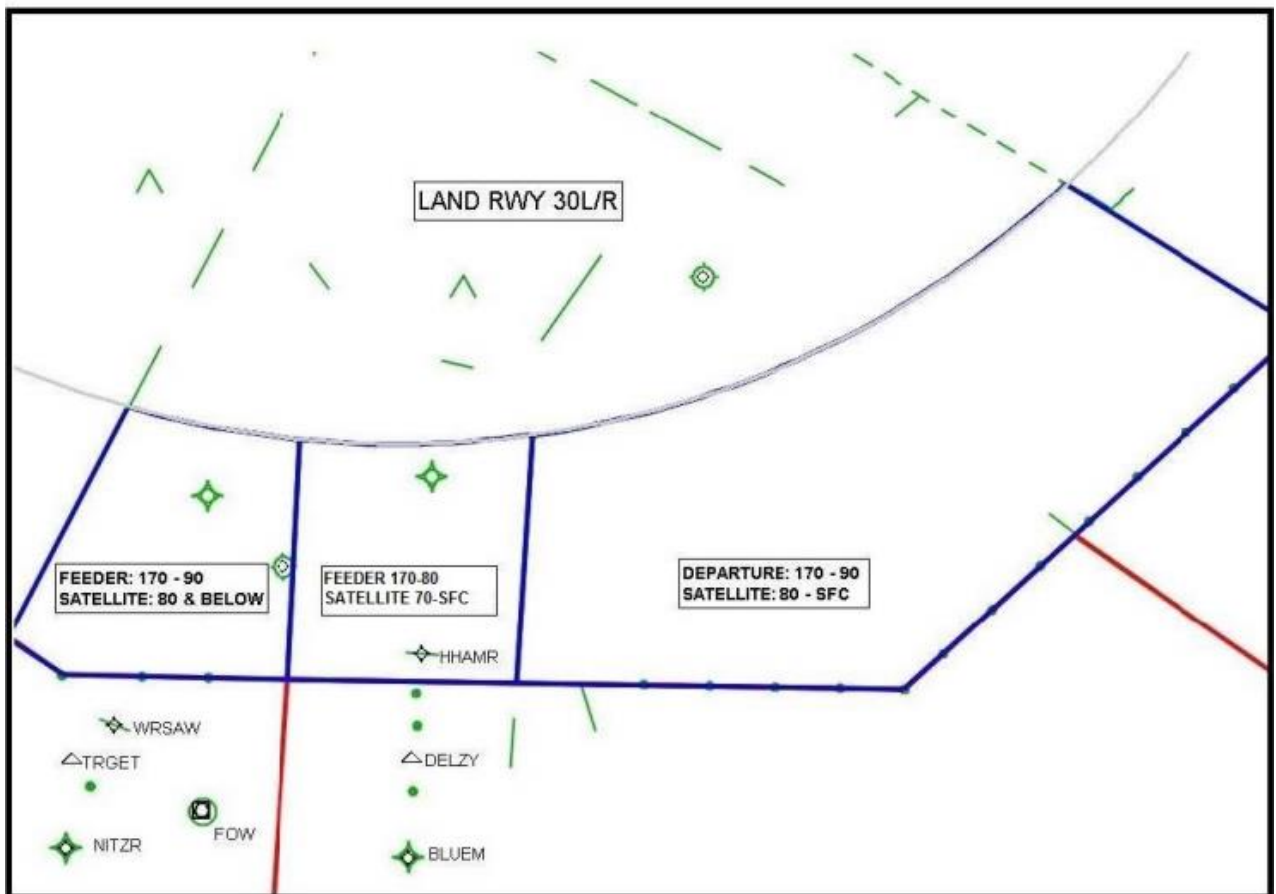 LAND RWY 30L/R
FEEDER: 170 - 90
SATELLITE: 80 & BELOW
FEEDER 170-80
SATELLITE 70-SFC
DEPARTURE: 170 - 90
SATELLITE: 80 - SFC
HHAMR
WRSAW
TRGET
DELZY
FOW
NITZR
BLUEM